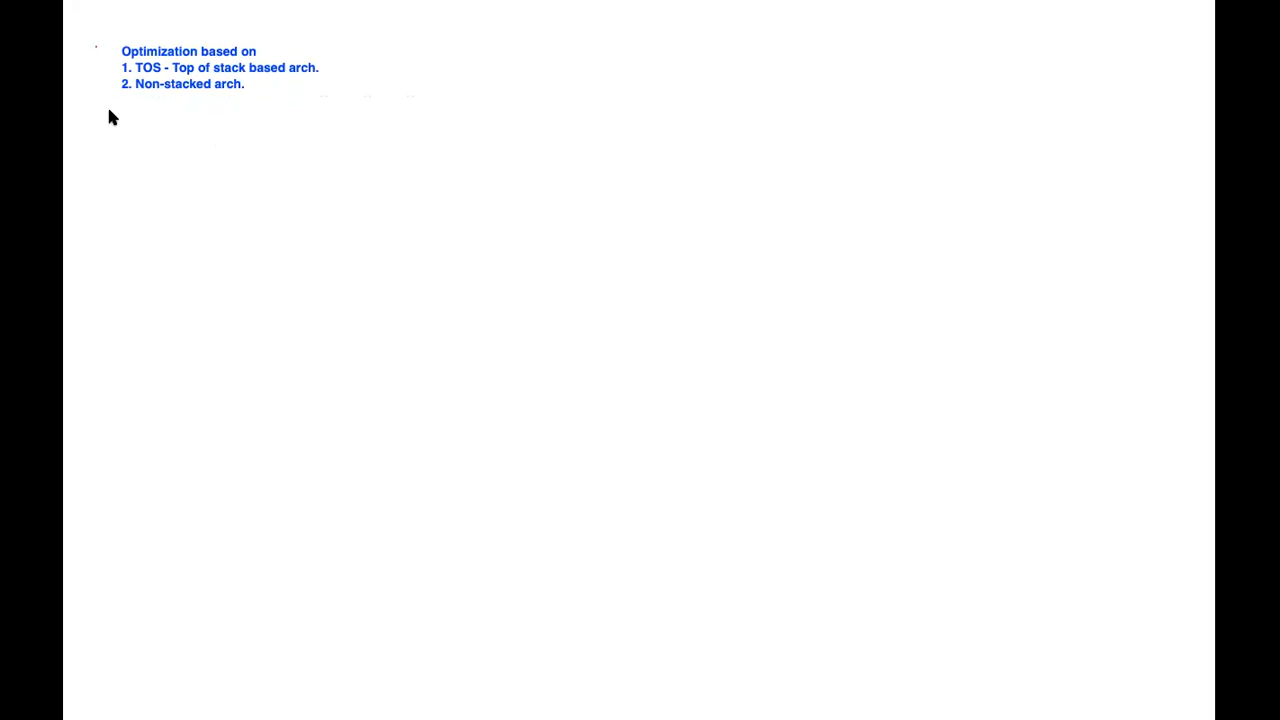 Optimization based on
1. TOS - Top of stack based arch.
2. Non-stacked arch.